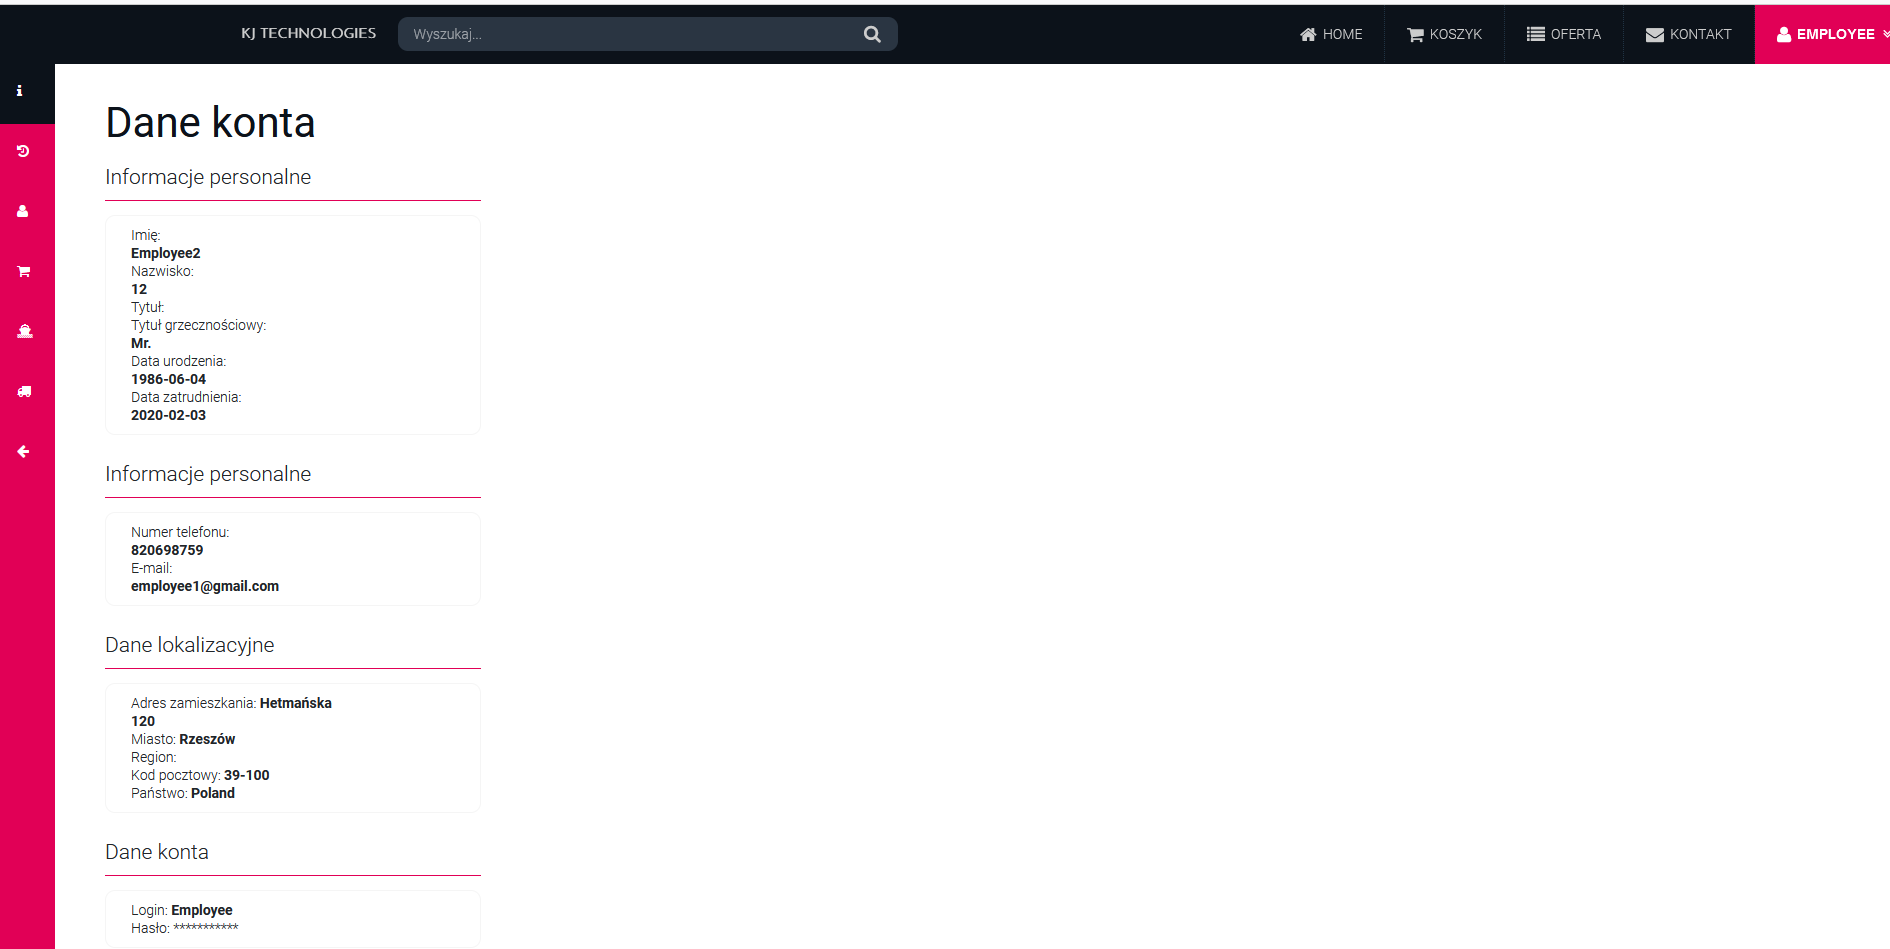 KJ TECHNOLOGIES
Wyszukaj...
HOME
KOSZYK
OFERTA
KONTAKT
EMPLOYEE
Dane konta
Informacje personalne
Imię:
Employee2
Nazwisko:
12
Tytuł:
Tytuł grzecznościowy:
Mr.
Data urodzenia:
1986-06-04
Data zatrudnienia:
2020-02-03
Informacje personalne
Numer telefonu:
820698759
E-mail:
employee1@gmail.com
Dane lokalizacyjne
Adres zamieszkania: Hetmańska
120
Miasto: Rzeszów
Region:
Kod pocztowy: 39-100
Państwo: Poland
Dane konta
Login: Employee
Hasło: ***********